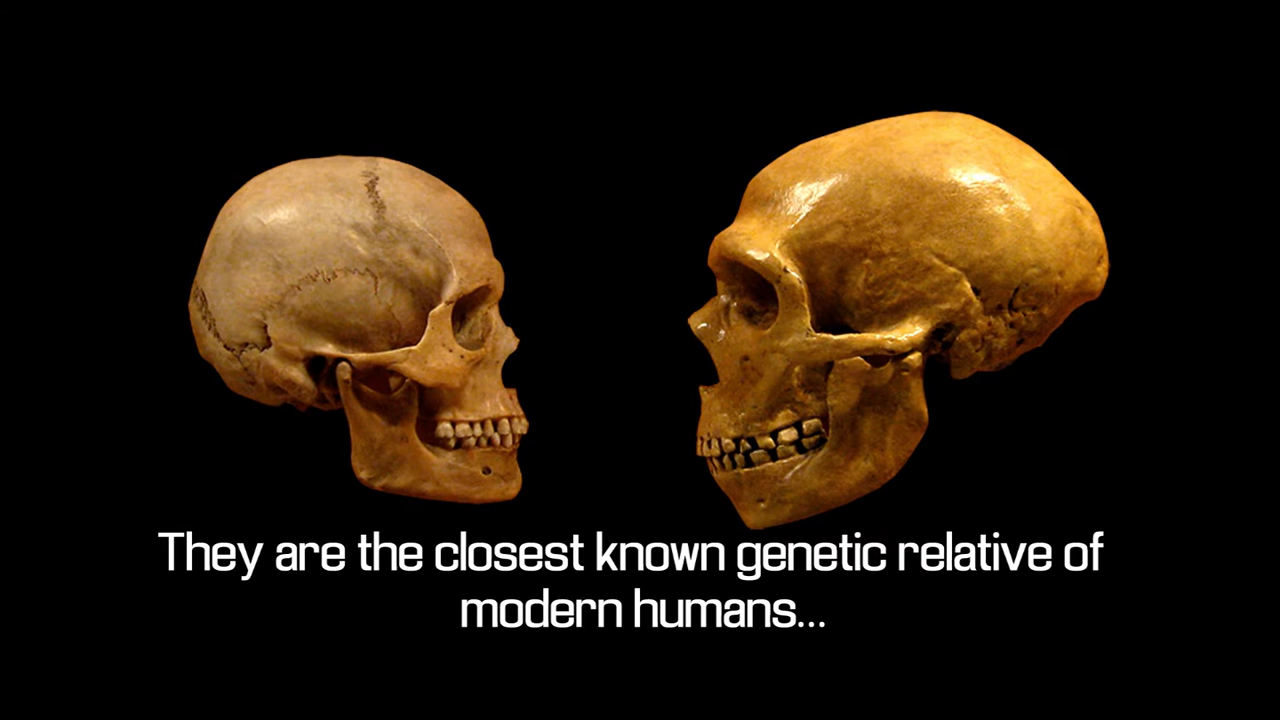 They are the closest known genetic relative of
modern humans...